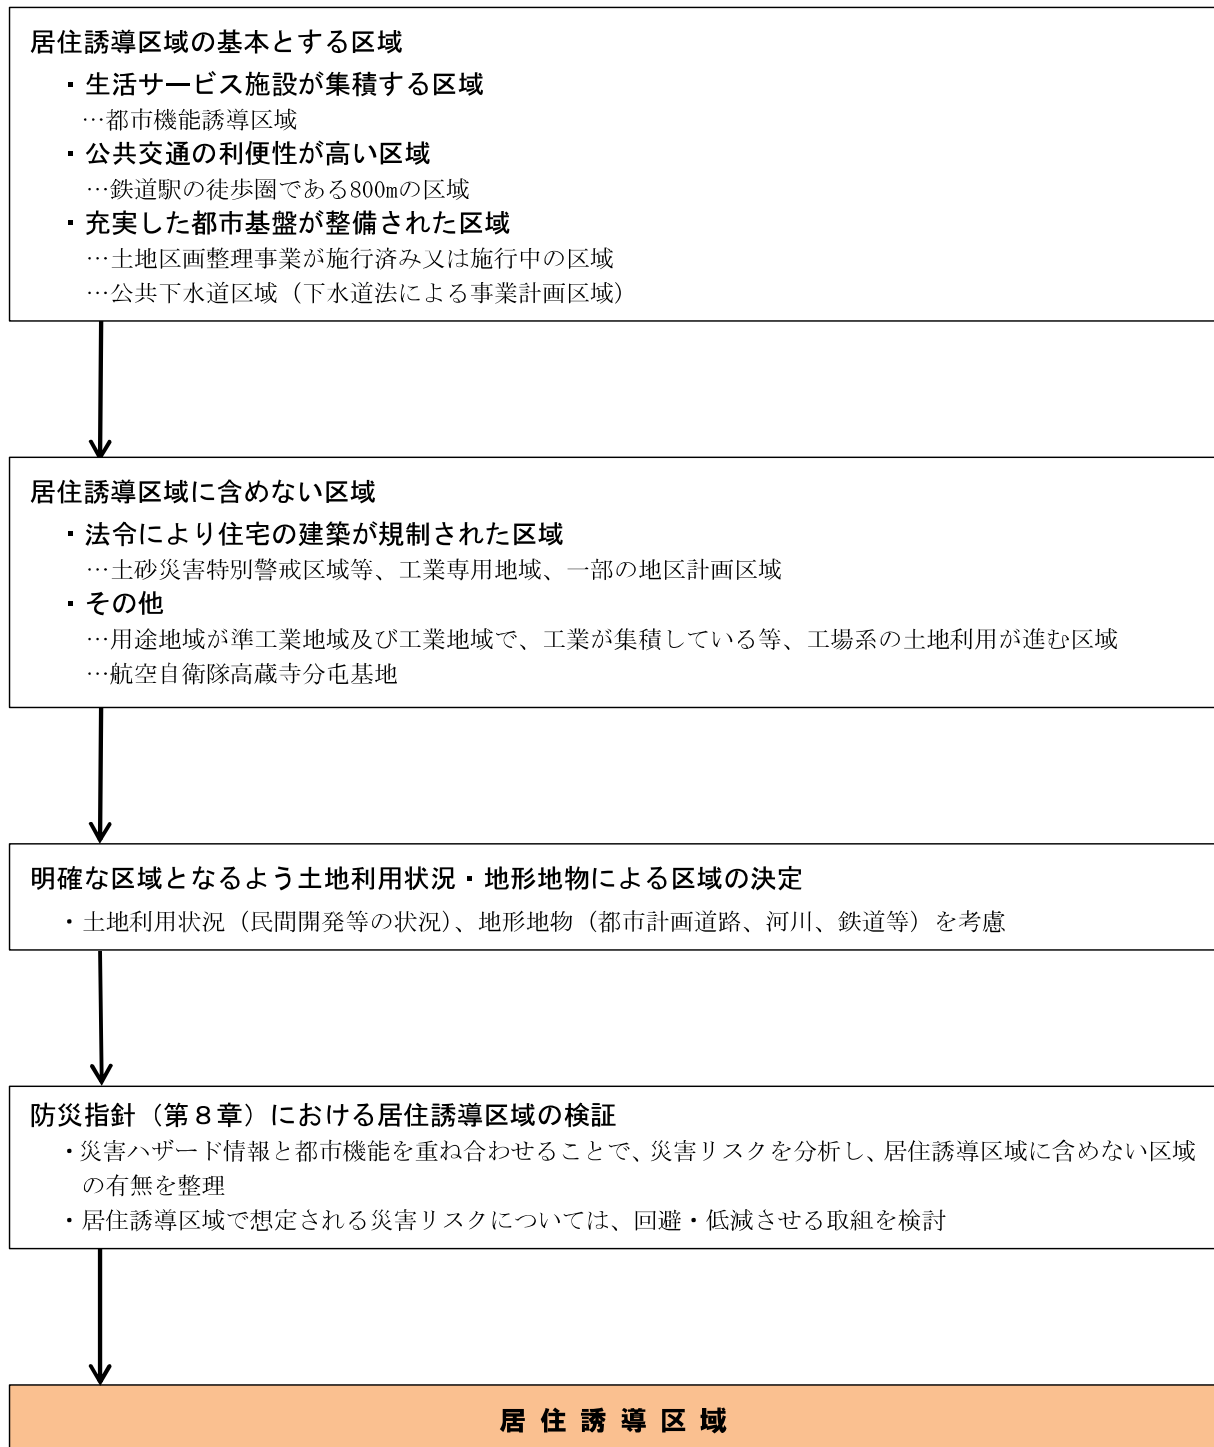 居住誘導区域の基本とする区域
・生活サービス施設が集積する区域
…都市機能誘導区域
・公共交通の利便性が高い区域
…鉄道駅の徒歩圏である800mの区域
・充実した都市基盤が整備された区域
…土地区画整理事業が施行済み又は施行中の区域
…公共下水道区域（下水道法による事業計画区域）
居住誘導区域に含めない区域
・法令により住宅の建築が規制された区域
…土砂災害特別警戒区域等、工業専用地域、一部の地区計画区域
・その他
…用途地域が準工業地域及び工業地域で、工業が集積している等、工場系の土地利用が進む区域
…航空自衛隊高蔵寺分屯基地
明確な区域となるよう土地利用状況・地形地物による区域の決定
・土地利用状況（民間開発等の状況）、地形地物（都市計画道路、河川、鉄道等）を考慮
防災指針（第８章）における居住誘導区域の検証
・災害ハザード情報と都市機能を重ね合わせることで、災害リスクを分析し、居住誘導区域に含めない区域
の有無を整理
・居住誘導区域で想定される災害リスクについては、回避・低減させる取組を検討
居住誘導区域